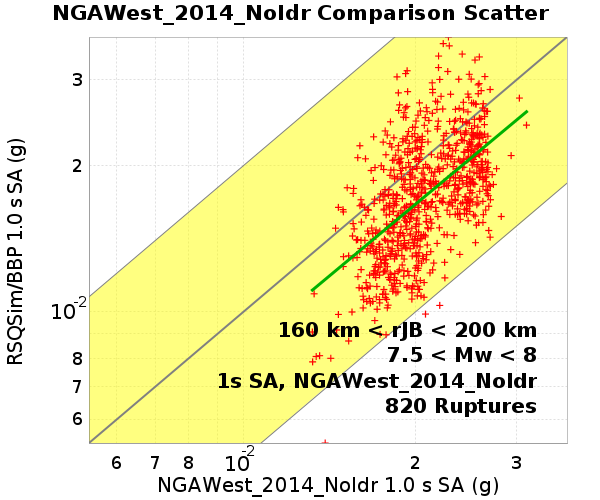 NGAWest_2014_NoIdr Comparison Scatter
RSQSim/BBP 1.0 s SA (g)
3
2
10-2
8
7
6
160 km < rJB < 200 km
7.5 < Mw < 8
1s SA, NGAWest_2014_NoIdr
820 Ruptures
6 7 8 10-2 2 3
NGAWest_2014_NoIdr 1.0 s SA (g)